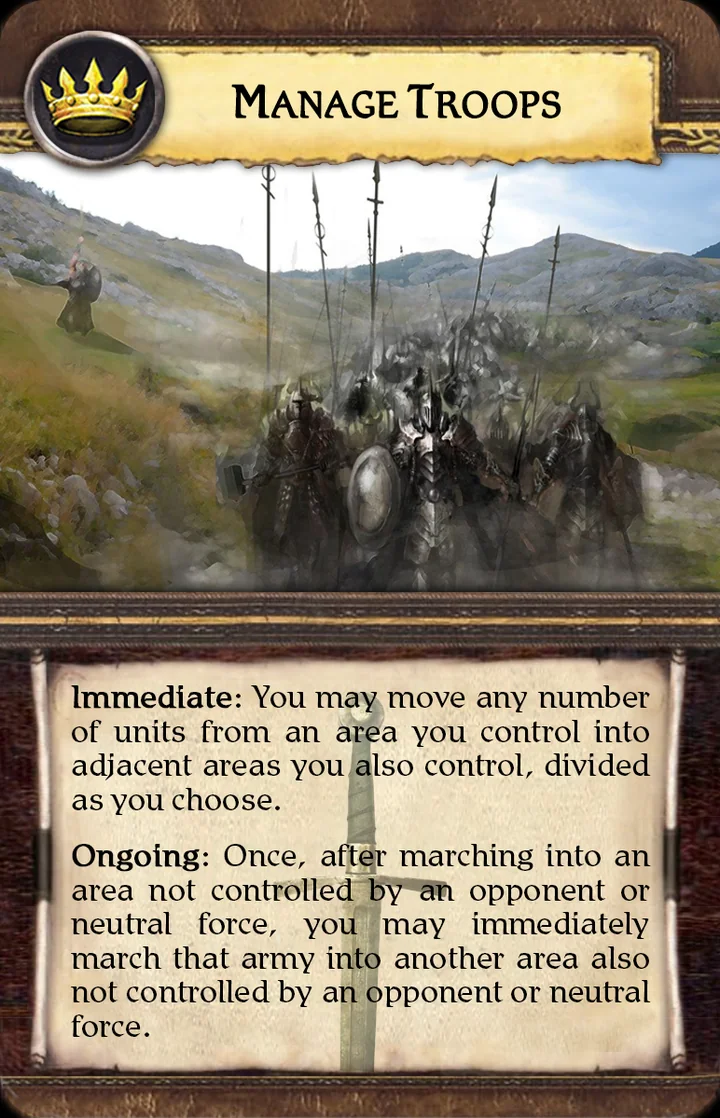 Manage Troops
Immediate: You may move any number
of units from an area you control into
adjacent areas you also control, divided
as you choose.
Ongoing: Once, after marching into an
area not controlled by an opponent or
neutral force, you may immediately
march that army into another area also
not controlled by an opponent or neutral
force.